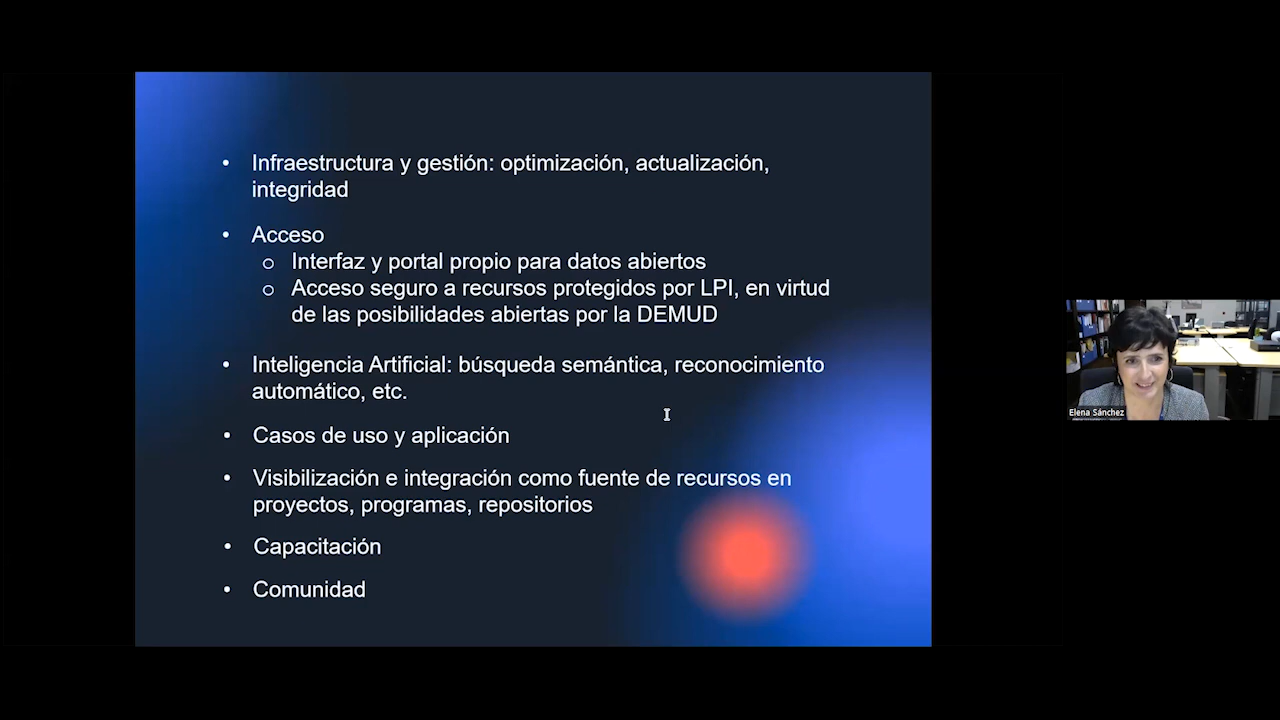 • Infraestructura y gestión: optimización, actualización,
integridad
• Acceso
o Interfaz y portal propio para datos abiertos
o Acceso seguro a recursos protegidos por LPI, en virtud
de las posibilidades abiertas por la DEMUD
• Inteligencia Artificial: búsqueda semántica, reconocimiento
automático, etc.
• Casos de uso y aplicación
• Visibilización e integración como fuente de recursos en
proyectos, programas, repositorios
• Capacitación
• Comunidad
Elena Sánchez